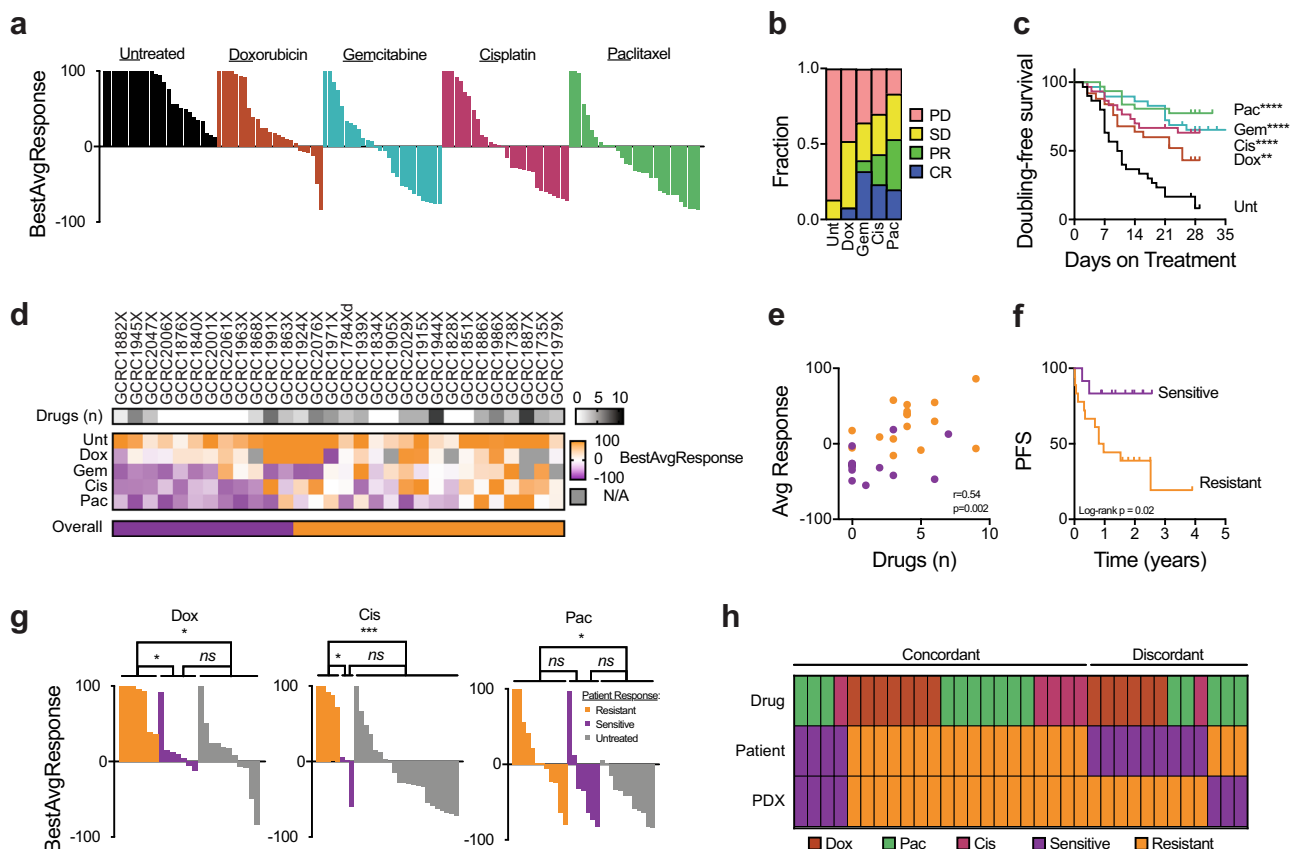 a
Untreated Doxorubicin Gemcitabine Cisplatin Paclitaxel
BestAvgResponse
100
0
-100
b
Fraction
1.0
0.5
0.0
Unt Dox Gem Cis Pac
PD
SD
PR
CR
c
Doubling-free survival
100
50
0
0 7 14 21 28 35
Days on Treatment
Pac****
Gem****
Cis****
Dox**
Unt
d
GCRC1882X
GCRC1945X
GCRC2047X
GCRC2006X
GCRC1876X
GCRC1840X
GCRC2001X
GCRC2061X
GCRC1963X
GCRC1868X
GCRC1991X
GCRC1863X
GCRC1924X
GCRC2076X
GCRC1971X
GCRC1784Xd
GCRC1939X
GCRC1834X
GCRC1905X
GCRC2029X
GCRC1915X
GCRC1944X
GCRC1828X
GCRC1851X
GCRC1886X
GCRC1986X
GCRC1738X
GCRC1887X
GCRC1735X
GCRC1979X
Drugs (n)
0 5 10
Unt
Dox
Gem
Cis
Pac
100
0
-100
BestAvgResponse
N/A
Overall
e
Avg Response
100
0
-100
0 5 10
Drugs (n)
r=0.54
p=0.002
f
PFS
100
50
0
0 1 2 3 4 5
Time (years)
Sensitive
Resistant
Log-rank p = 0.02
g
BestAvgResponse
Dox
*
* ns
100
0
-100
Cis
***
* ns
100
0
-100
Pac
*
ns ns
100
0
-100
Patient Response:
Resistant
Sensitive
Untreated
h
Concordant Discordant
Drug
Patient
PDX
Dox Pac Cis Sensitive Resistant